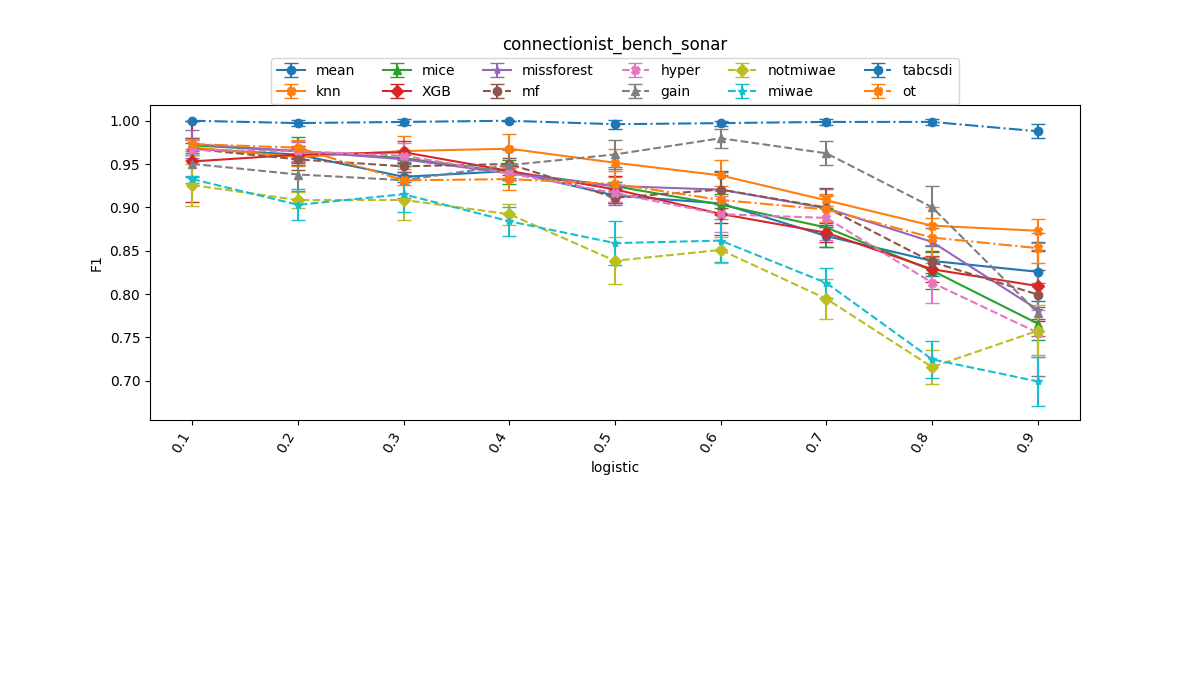 connectionist_bench_sonar
mean mice missforest hyper notmiwae tabcsdi
knn XGB mf gain miwae ot
1.00
0.95
0.90
0.85
0.80
0.75
0.70
F1
0.1 0.2 0.3 0.4 0.5 0.6 0.7 0.8 0.9
logistic